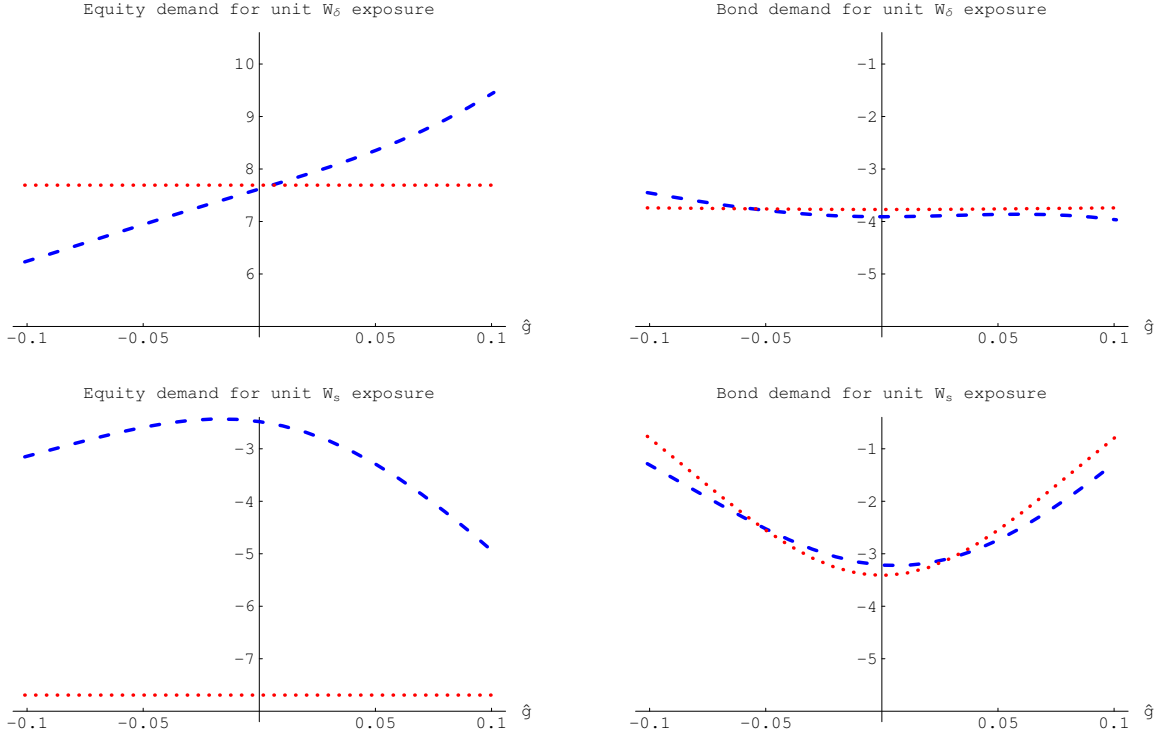 Equity demand for unit W_δ exposure
10
9
8
7
6
-0.1 -0.05 0.05 0.1 ĝ
Bond demand for unit W_δ exposure
-1
-2
-3
-4
-5
-0.1 -0.05 0.05 0.1 ĝ
Equity demand for unit W_s exposure
-3
-4
-5
-6
-7
-0.1 -0.05 0.05 0.1 ĝ
Bond demand for unit W_s exposure
-1
-2
-3
-4
-5
-0.1 -0.05 0.05 0.1 ĝ